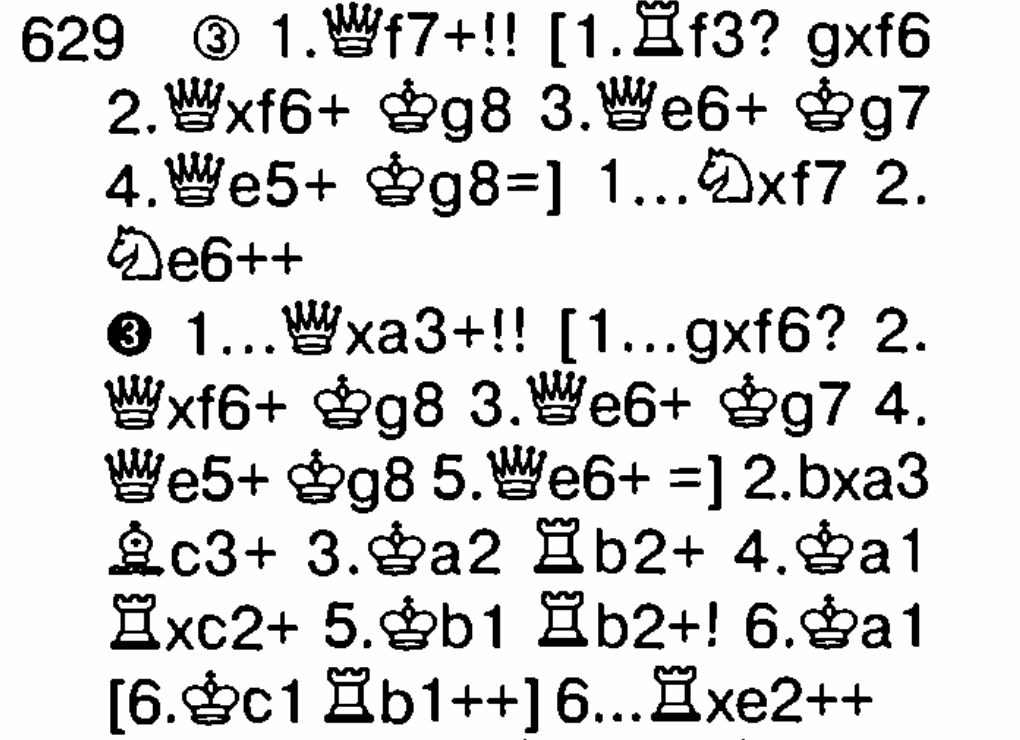 629 ③ 1.♕f7+!! [1.♖f3? gxf6
2.♕xf6+ ♔g8 3.♕e6+ ♔g7
4.♕e5+ ♔g8=] 1...♘xf7 2.
♘e6++
❸ 1...♕xa3+!! [1...gxf6? 2.
♕xf6+ ♔g8 3.♕e6+ ♔g7 4.
♕e5+ ♔g8 5.♕e6+ =] 2.bxa3
♗c3+ 3.♔a2 ♖b2+ 4.♔a1
♖xc2+ 5.♔b1 ♖b2+! 6.♔a1
[6.♔c1 ♖b1++] 6...♖xe2++